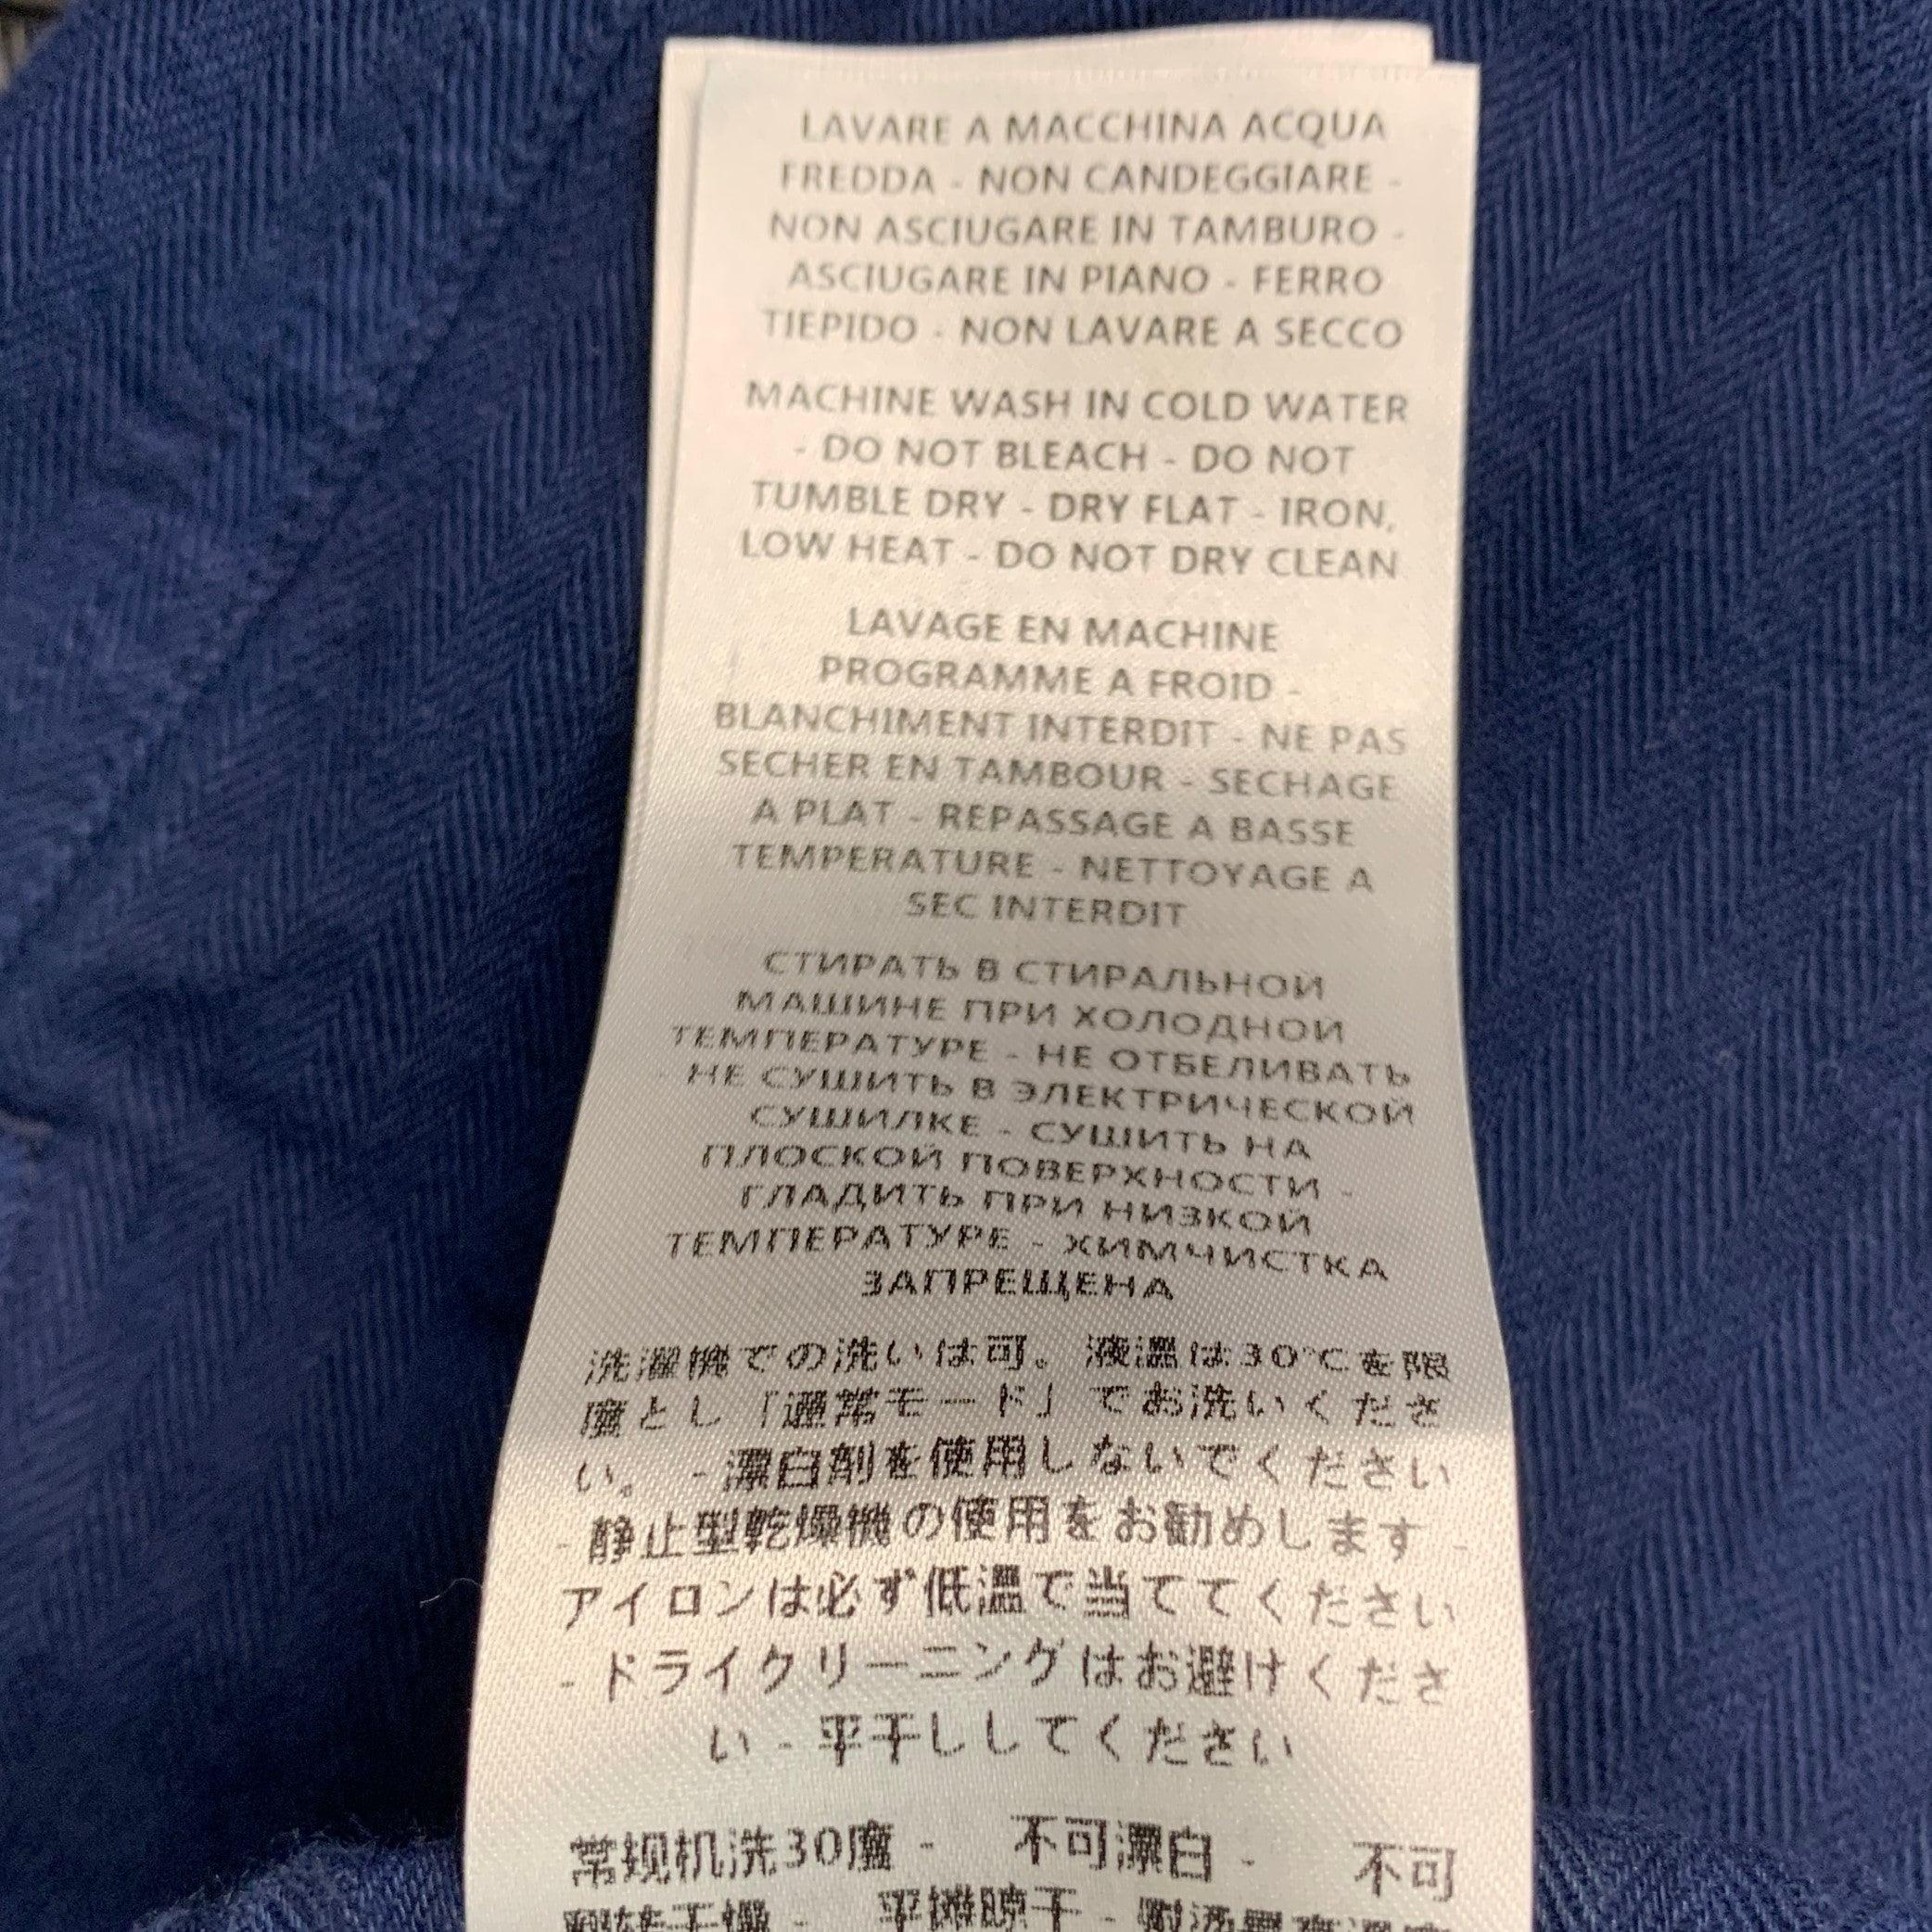 LAVARE A MACCHINA ACQUA
FREDDA - NON CANDEGGIARE -
NON ASCIUGARE IN TAMBURO -
ASCIUGARE IN PIANO - FERRO
TIEPIDO - NON LAVARE A SECCO
MACHINE WASH IN COLD WATER
- DO NOT BLEACH - DO NOT
TUMBLE DRY - DRY FLAT - IRON,
LOW HEAT - DO NOT DRY CLEAN
LAVAGE EN MACHINE
PROGRAMME A FROID -
BLANCHIMENT INTERDIT - NE PAS
SECHER EN TAMBOUR - SECHAGE
A PLAT - REPASSAGE A BASSE
TEMPERATURE - NETTOYAGE A
SEC INTERDIT
СТИРАТЬ В СТИРАЛЬНОЙ
МАШИНЕ ПРИ ХОЛОДНОЙ
ТЕМПЕРАТУРЕ - НЕ ОТБЕЛИВАТЬ
- НЕ СУШИТЬ В ЭЛЕКТРИЧЕСКОЙ
СУШИЛКЕ - СУШИТЬ НА
ПЛОСКОЙ ПОВЕРХНОСТИ -
ГЛАДИТЬ ПРИ НИЗКОЙ
ТЕМПЕРАТУРЕ - ХИМЧИСТКА
ЗАПРЕЩЕНА
洗濯機での洗いは可。液温は30℃を限
度とし「通常モード」でお洗いくださ
い。 - 漂白剤を使用しないでください
- 静止型乾燥機の使用をお勧めします -
アイロンは必ず低温で当ててください
- ドライクリーニングはお避けくださ
い - 平干ししてください
常规机洗30度 - 不可漂白 - 不可
翻转干燥 - 平摊晾干 -